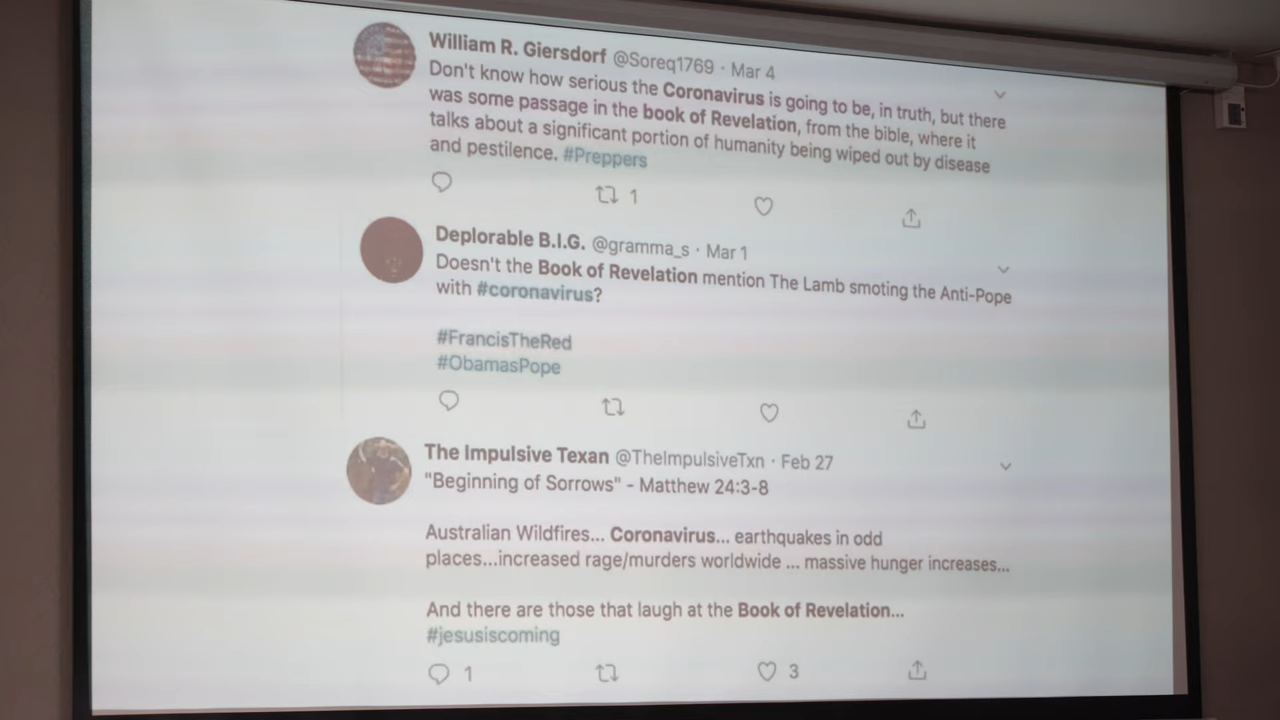 William R. Giersdorf @Soreq1769 · Mar 4
Don't know how serious the Coronavirus is going to be, in truth, but there
was some passage in the book of Revelation, from the bible, where it
talks about a significant portion of humanity being wiped out by disease
and pestilence. #Preppers
1
Deplorable B.I.G. @gramma_s · Mar 1
Doesn't the Book of Revelation mention The Lamb smoting the Anti-Pope
with #coronavirus?
#FrancisTheRed
#ObamasPope
The Impulsive Texan @TheImpulsiveTxn · Feb 27
"Beginning of Sorrows" - Matthew 24:3-8
Australian Wildfires... Coronavirus... earthquakes in odd
places...increased rage/murders worldwide ... massive hunger increases...
And there are those that laugh at the Book of Revelation...
#jesusiscoming
1 3